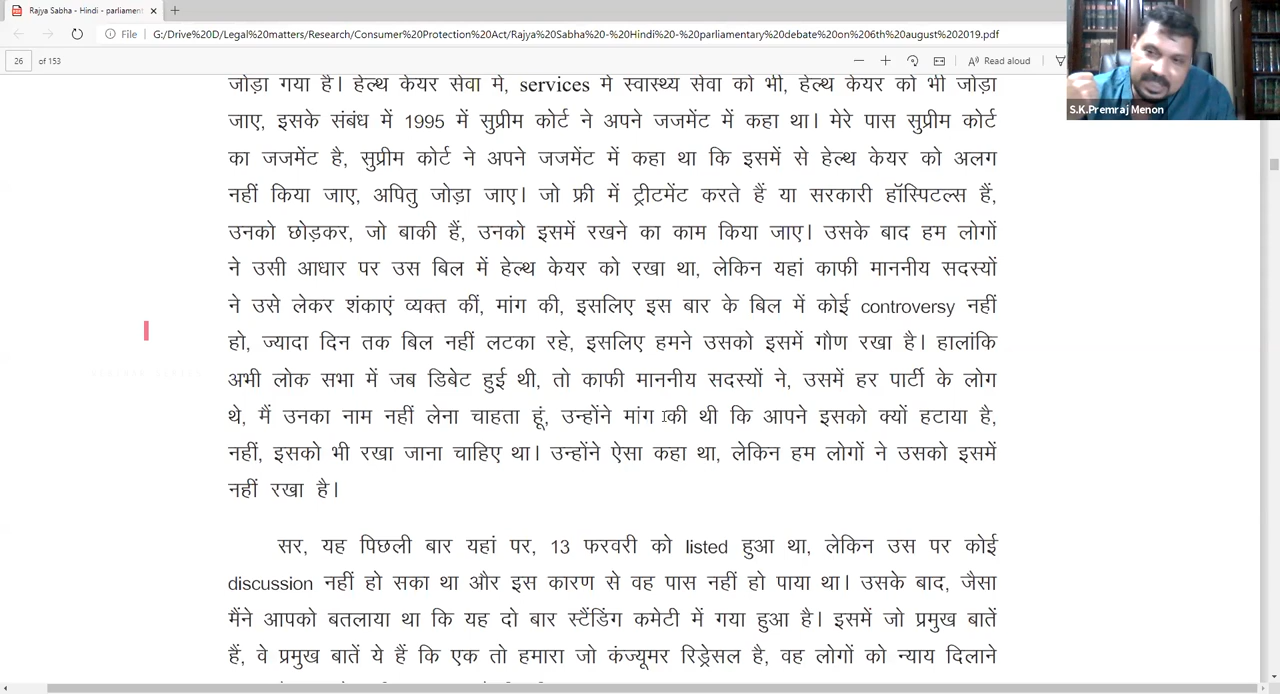 Rajya Sabha - Hindi - parliament
File
G:/Drive%20D/Legal%20matters/Research/Consumer%20Protection%20Act/Rajya%20Sabha%20-%20Hindi%20-%20parliamentary%20debate%20on%206th%20august%202019.pdf
26 of 153
Read aloud
S.K.Premraj Menon
जोड़ा गया है। हेल्थ केयर सेवा में, services में स्वास्थ्य सेवा को भी, हेल्थ केयर को भी जोड़ा
जाए, इसके संबंध में 1995 में सुप्रीम कोर्ट ने अपने जजमेंट में कहा था। मेरे पास सुप्रीम कोर्ट
का जजमेंट है, सुप्रीम कोर्ट ने अपने जजमेंट में कहा था कि इसमें से हेल्थ केयर को अलग
नहीं किया जाए, अपितु जोड़ा जाए। जो फ्री में ट्रीटमेंट करते हैं या सरकारी हॉस्पिटल्स हैं,
उनको छोड़कर, जो बाकी हैं, उनको इसमें रखने का काम किया जाए। उसके बाद हम लोगों
ने उसी आधार पर उस बिल में हेल्थ केयर को रखा था, लेकिन यहां काफी माननीय सदस्यों
ने उसे लेकर शंकाएं व्यक्त कीं, मांग की, इसलिए इस बार के बिल में कोई controversy नहीं
हो, ज्यादा दिन तक बिल नहीं लटका रहे, इसलिए हमने उसको इसमें गौण रखा है। हालांकि
अभी लोक सभा में जब डिबेट हुई थी, तो काफी माननीय सदस्यों ने, उसमें हर पार्टी के लोग
थे, मैं उनका नाम नहीं लेना चाहता हूं, उन्होंने मांग की थी कि आपने इसको क्यों हटाया है,
नहीं, इसको भी रखा जाना चाहिए था। उन्होंने ऐसा कहा था, लेकिन हम लोगों ने उसको इसमें
नहीं रखा है।
सर, यह पिछली बार यहां पर, 13 फरवरी को listed हुआ था, लेकिन उस पर कोई
discussion नहीं हो सका था और इस कारण से वह पास नहीं हो पाया था। उसके बाद, जैसा
मैंने आपको बतलाया था कि यह दो बार स्टैंडिंग कमेटी में गया हुआ है। इसमें जो प्रमुख बातें
हैं, वे प्रमुख बातें ये हैं कि एक तो हमारा जो कंज्यूमर रिड्रेसल है, वह लोगों को न्याय दिलाने